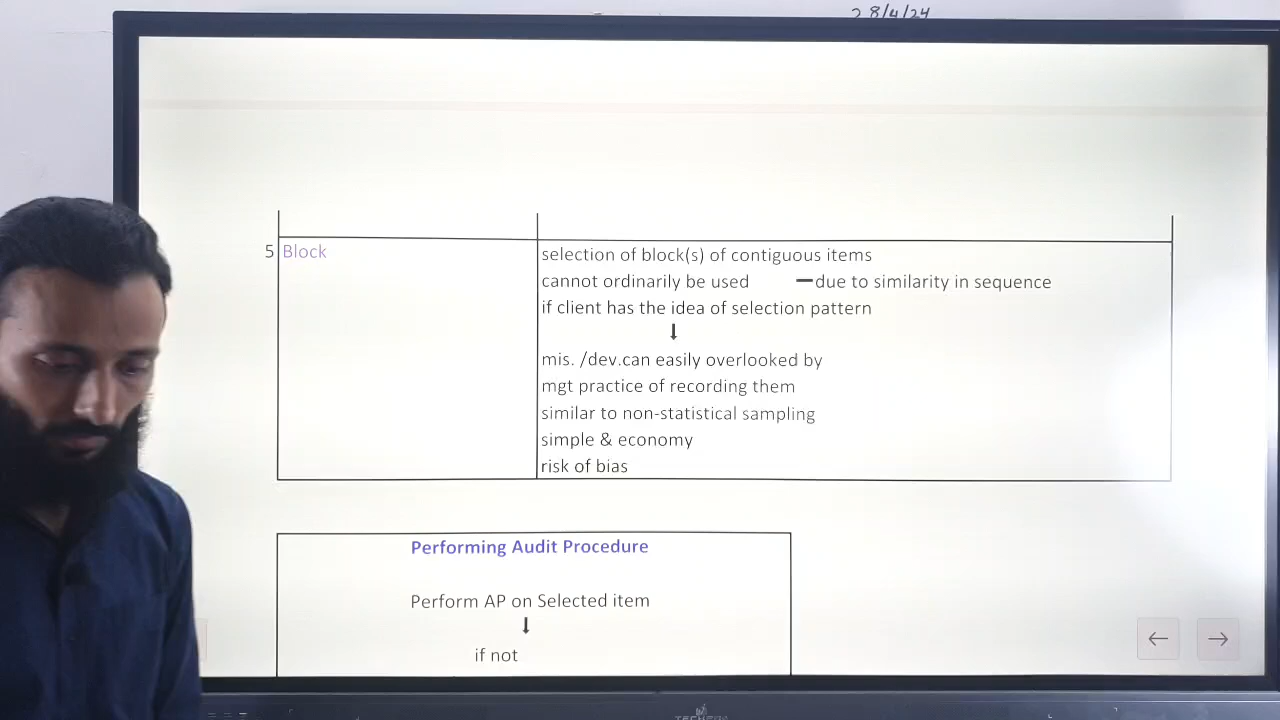 28/4/24
5 Block
selection of block(s) of contiguous items
cannot ordinarily be used —due to similarity in sequence
if client has the idea of selection pattern
↓
mis. /dev.can easily overlooked by
mgt practice of recording them
similar to non-statistical sampling
simple & economy
risk of bias
Performing Audit Procedure
Perform AP on Selected item
↓
if not